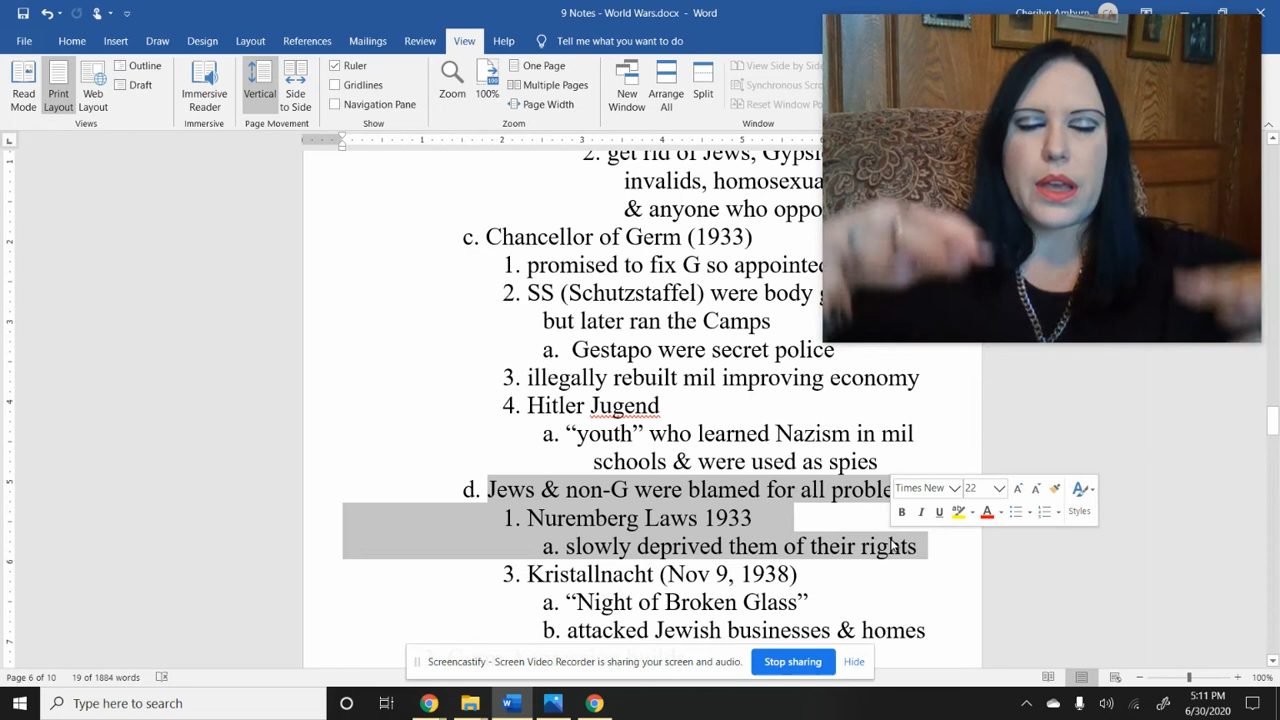 9 Notes - World Wars.docx - Word
Cherilyn Amburn CA
File Home Insert Draw Design Layout References Mailings Review View Help Tell me what you want to do
Read Mode
Print Layout
Web Layout
Outline
Draft
Views
Immersive Reader
Immersive
Vertical
Side to Side
Page Movement
Ruler
Gridlines
Navigation Pane
Show
Zoom
100%
One Page
Multiple Pages
Page Width
Zoom
New Window
Arrange All
Split
View Side by Side
Synchronous Scro
Reset Window Po
Window
2. get rid of Jews, Gypsi
invalids, homosexua
& anyone who oppo
c. Chancellor of Germ (1933)
1. promised to fix G so appointed
2. SS (Schutzstaffel) were body g
but later ran the Camps
a. Gestapo were secret police
3. illegally rebuilt mil improving economy
4. Hitler Jugend
a. “youth” who learned Nazism in mil
schools & were used as spies
d. Jews & non-G were blamed for all proble
1. Nuremberg Laws 1933
a. slowly deprived them of their rights
3. Kristallnacht (Nov 9, 1938)
a. “Night of Broken Glass”
b. attacked Jewish businesses & homes
Times New 22
B I U
Styles
Screencastify - Screen Video Recorder is sharing your screen and audio. Stop sharing Hide
Page 6 of 10 19 of 1884 words 100%
Type here to search
5:11 PM
6/30/2020